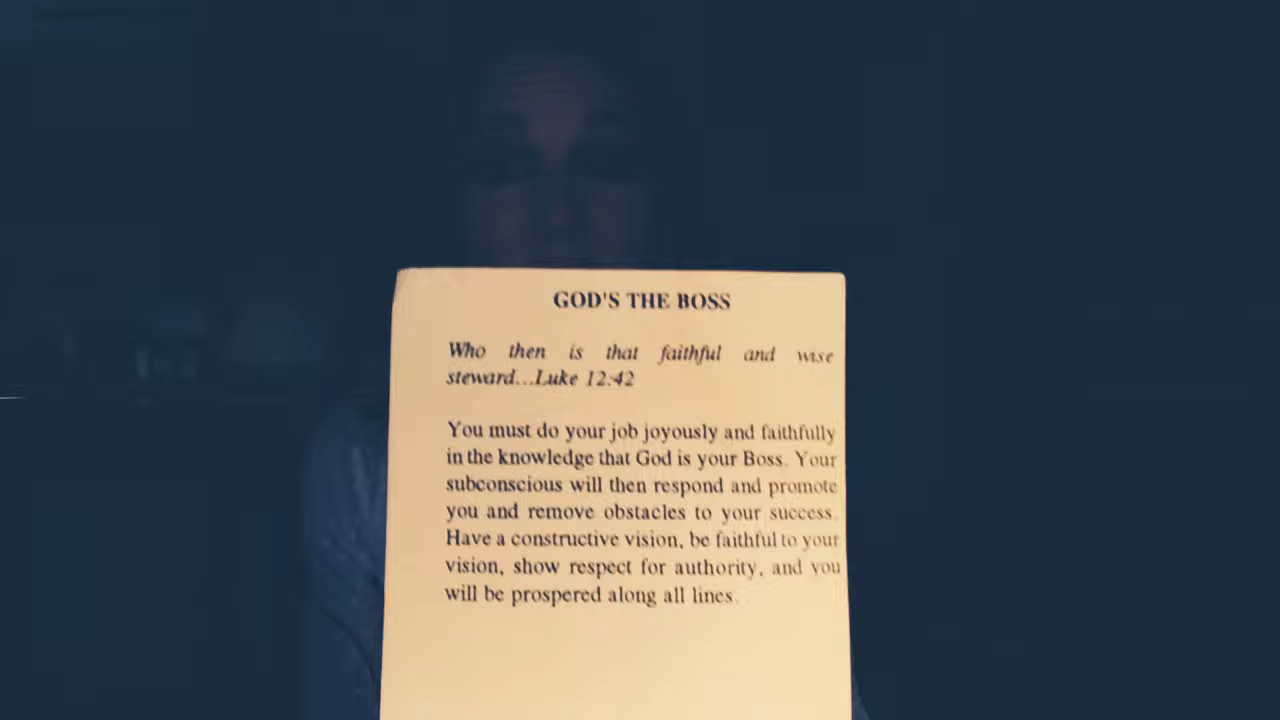 GOD'S THE BOSS
Who then is that faithful and wise
steward...Luke 12:42
You must do your job joyously and faithfully
in the knowledge that God is your Boss. Your
subconscious will then respond and promote
you and remove obstacles to your success.
Have a constructive vision, be faithful to your
vision, show respect for authority, and you
will be prospered along all lines.